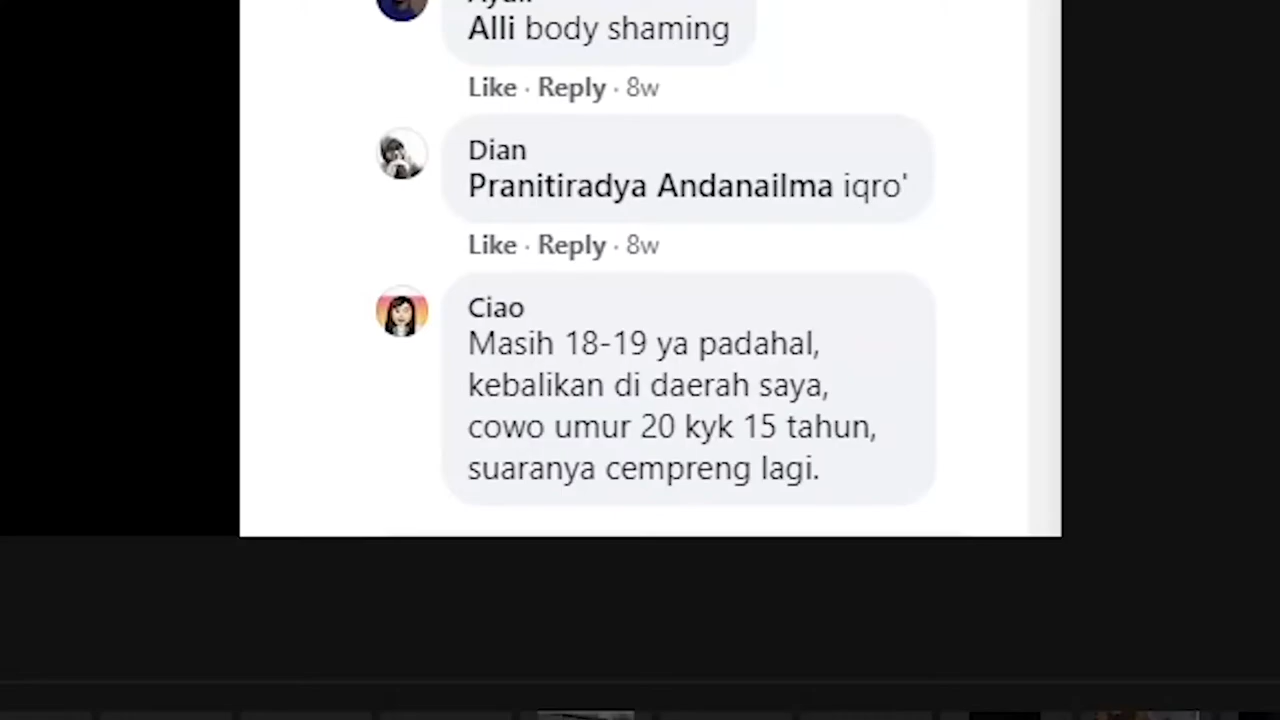 Alli body shaming
Like · Reply · 8w
Dian
Pranitiradya Andanailma iqro'
Like · Reply · 8w
Ciao
Masih 18-19 ya padahal,
kebalikan di daerah saya,
cowo umur 20 kyk 15 tahun,
suaranya cempreng lagi.